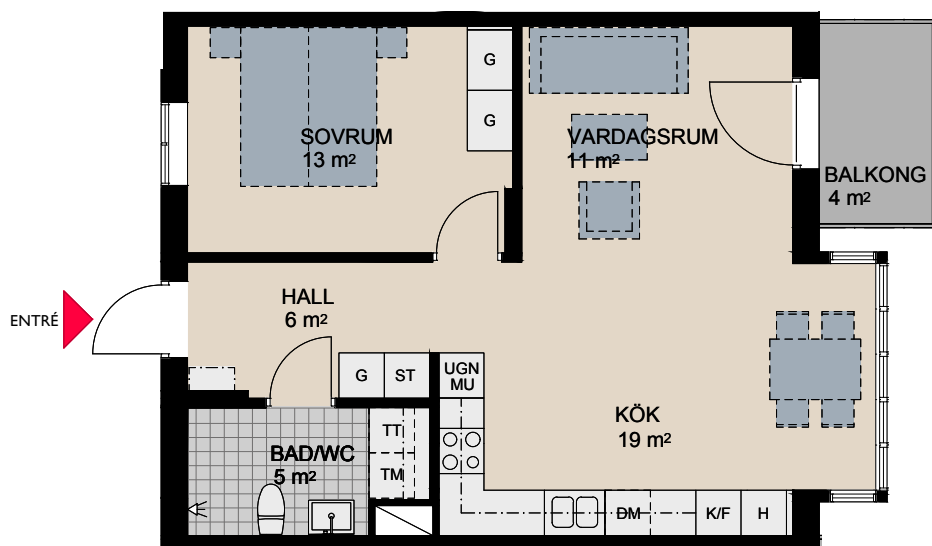 G
G
SOVRUM
13 m²
VARDAGSRUM
11 m²
BALKONG
4 m²
ENTRÉ
HALL
6 m²
G
ST
UGN
MU
KÖK
19 m²
TT
BAD/WC
5 m²
TM
DM
K/F
H